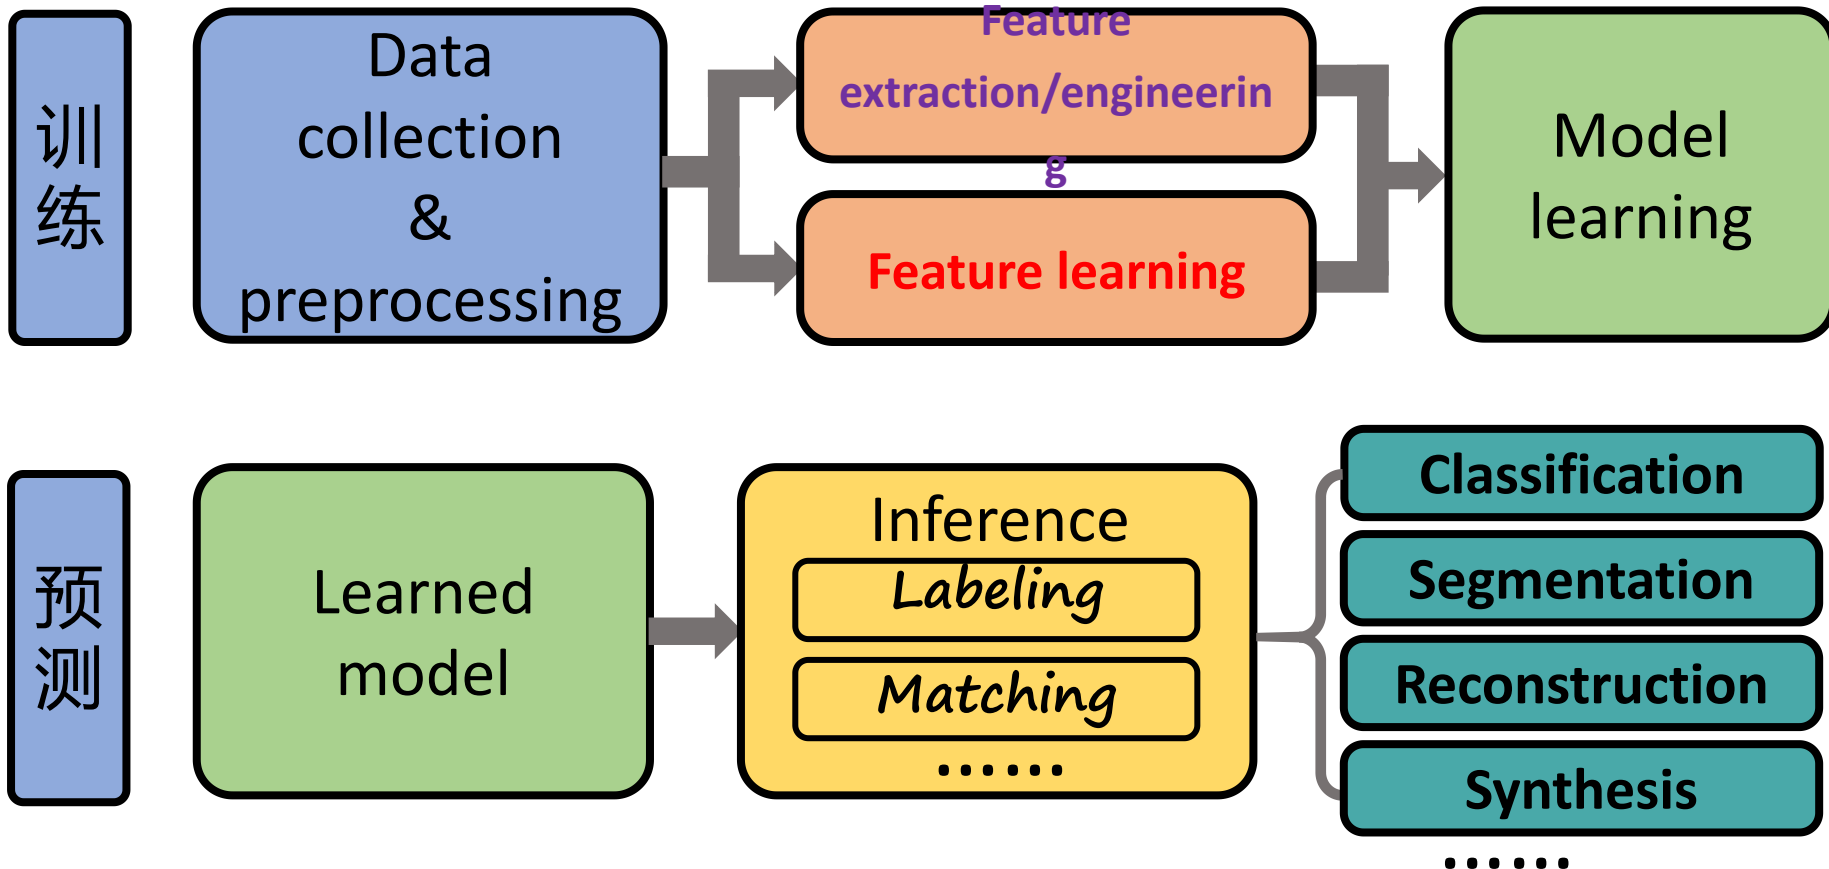 训
练
Data
collection
&
preprocessing
Feature
extraction/engineerin
g
Feature learning
Model
learning
预
测
Learned
model
Inference
Labeling
Matching
......
Classification
Segmentation
Reconstruction
Synthesis
......